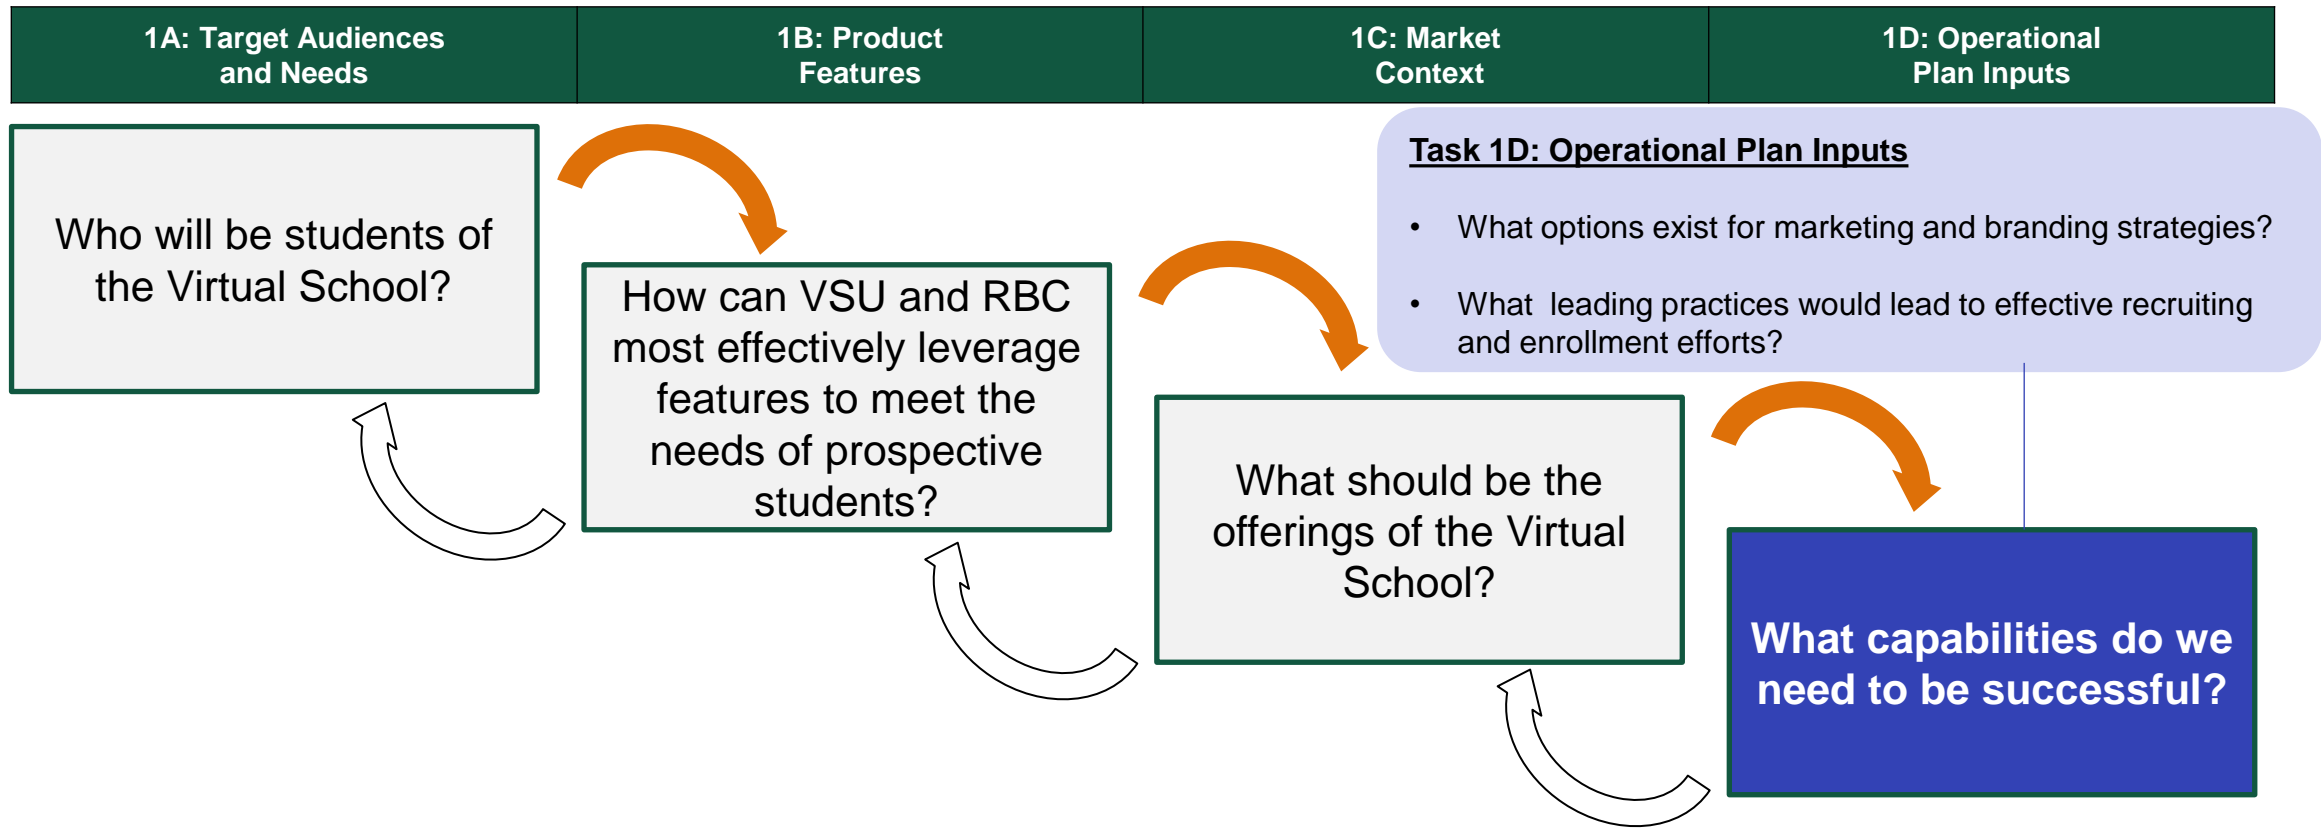 1A: Target Audiences
and Needs
1B: Product
Features
1C: Market
Context
1D: Operational
Plan Inputs
Who will be students of
the Virtual School?
How can VSU and RBC
most effectively leverage
features to meet the
needs of prospective
students?
What should be the
offerings of the Virtual
School?
Task 1D: Operational Plan Inputs
• What options exist for marketing and branding strategies?
• What  leading practices would lead to effective recruiting
and enrollment efforts?
What capabilities do we
need to be successful?